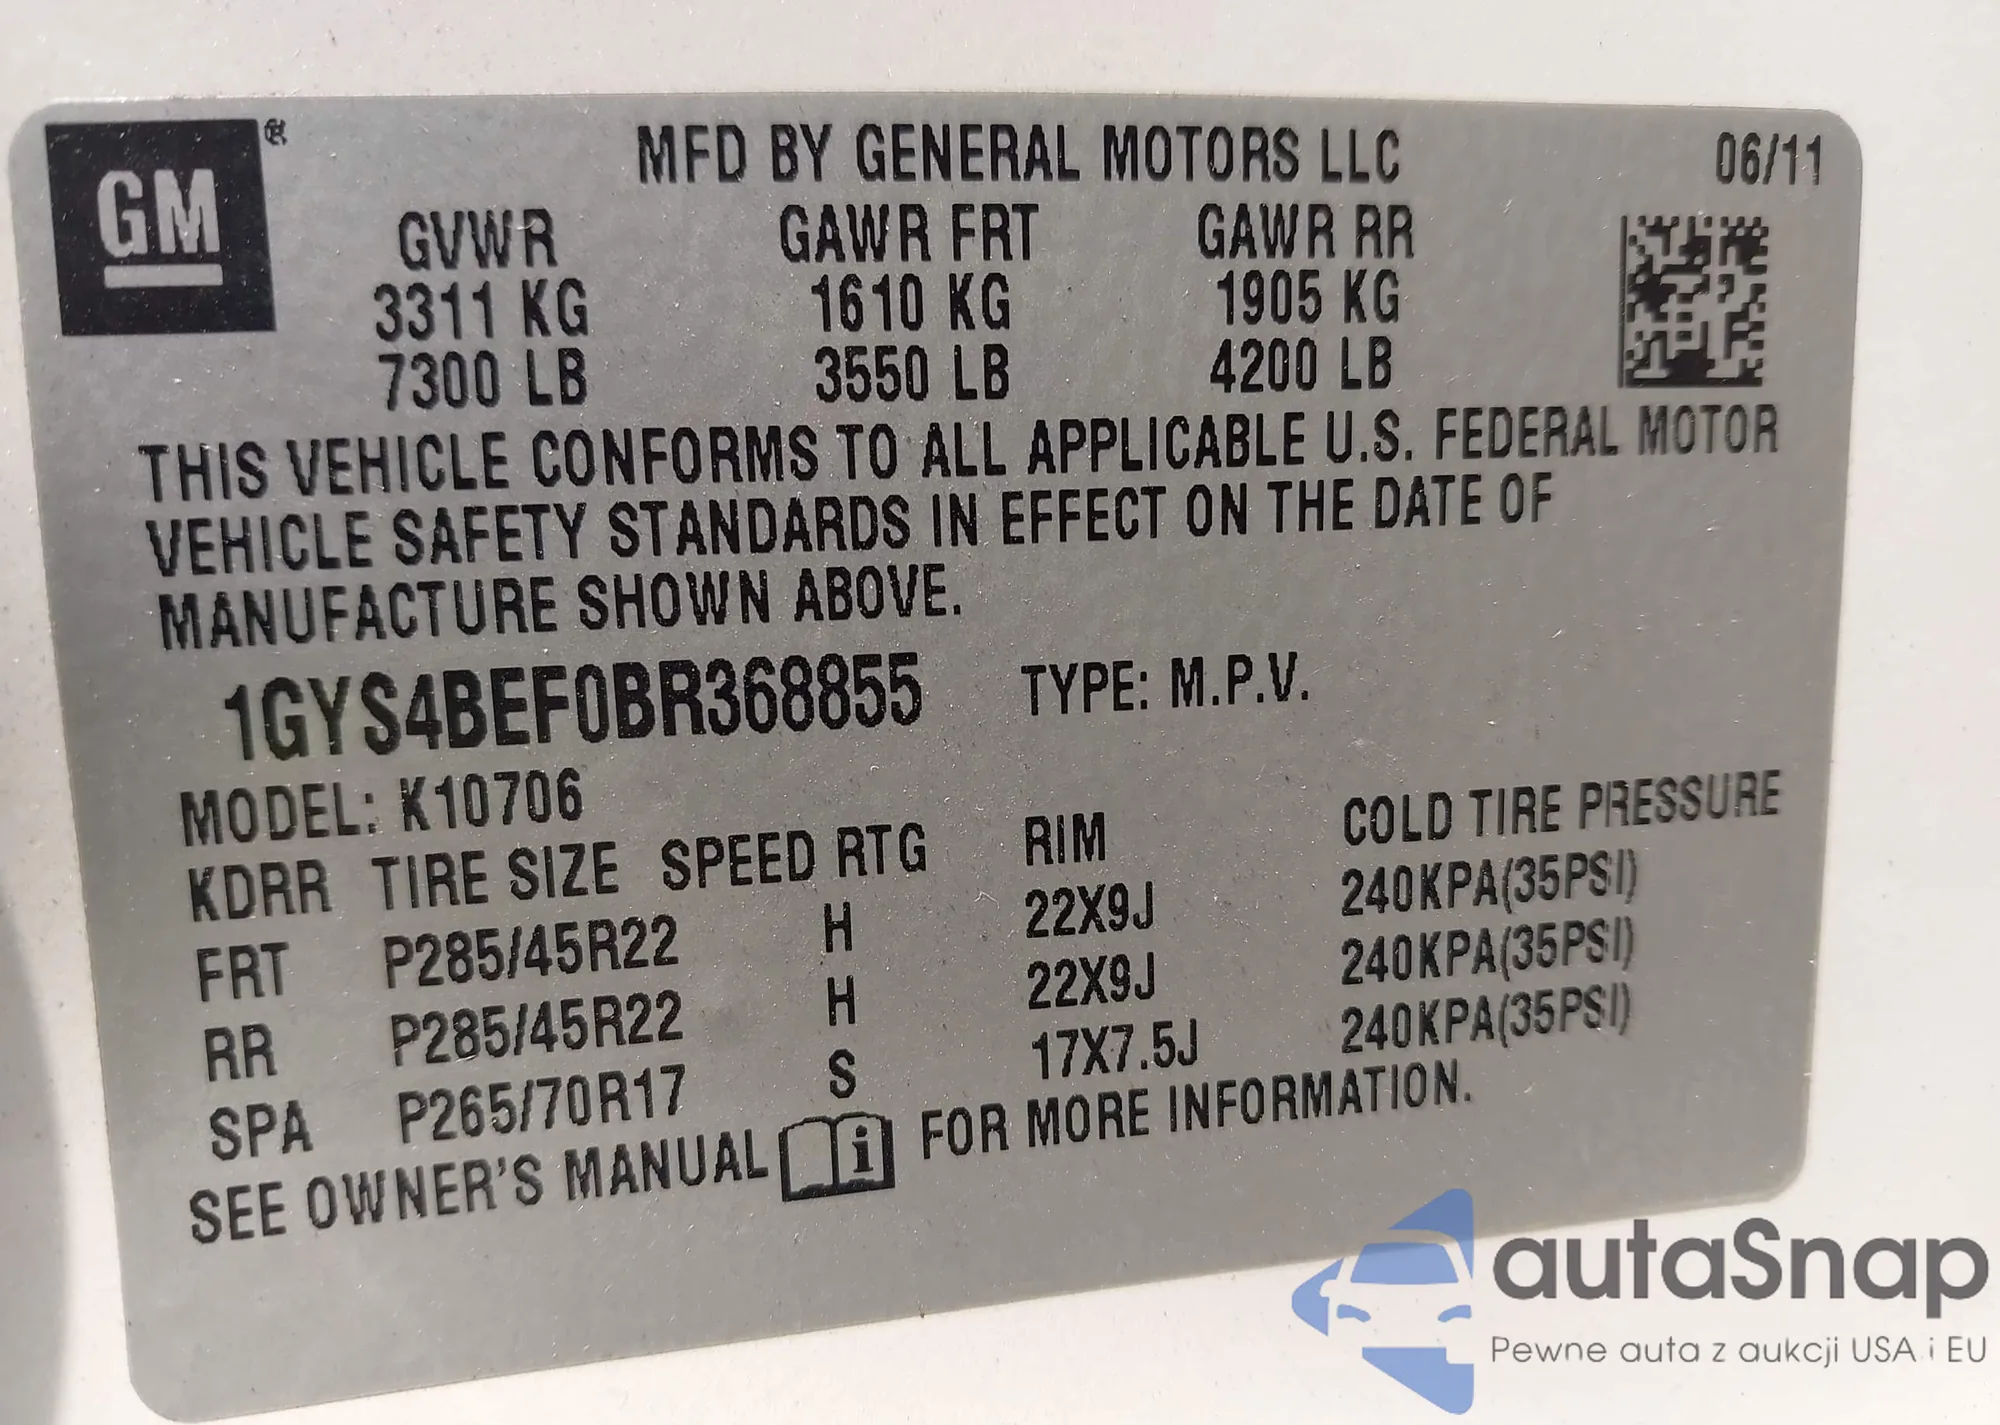 GM®
MFD BY GENERAL MOTORS LLC 06/11
GVWR GAWR FRT GAWR RR
3311 KG 1610 KG 1905 KG
7300 LB 3550 LB 4200 LB
THIS VEHICLE CONFORMS TO ALL APPLICABLE U.S. FEDERAL MOTOR
VEHICLE SAFETY STANDARDS IN EFFECT ON THE DATE OF
MANUFACTURE SHOWN ABOVE.
1GYS4BEF0BR368855 TYPE: M.P.V.
MODEL: K10706
KDRR TIRE SIZE SPEED RTG RIM COLD TIRE PRESSURE
FRT P285/45R22 H 22X9J 240KPA(35PSI)
RR P285/45R22 H 22X9J 240KPA(35PSI)
SPA P265/70R17 S 17X7.5J 240KPA(35PSI)
SEE OWNER'S MANUAL i FOR MORE INFORMATION.
autaSnap
Pewne auta z aukcji USA i EU